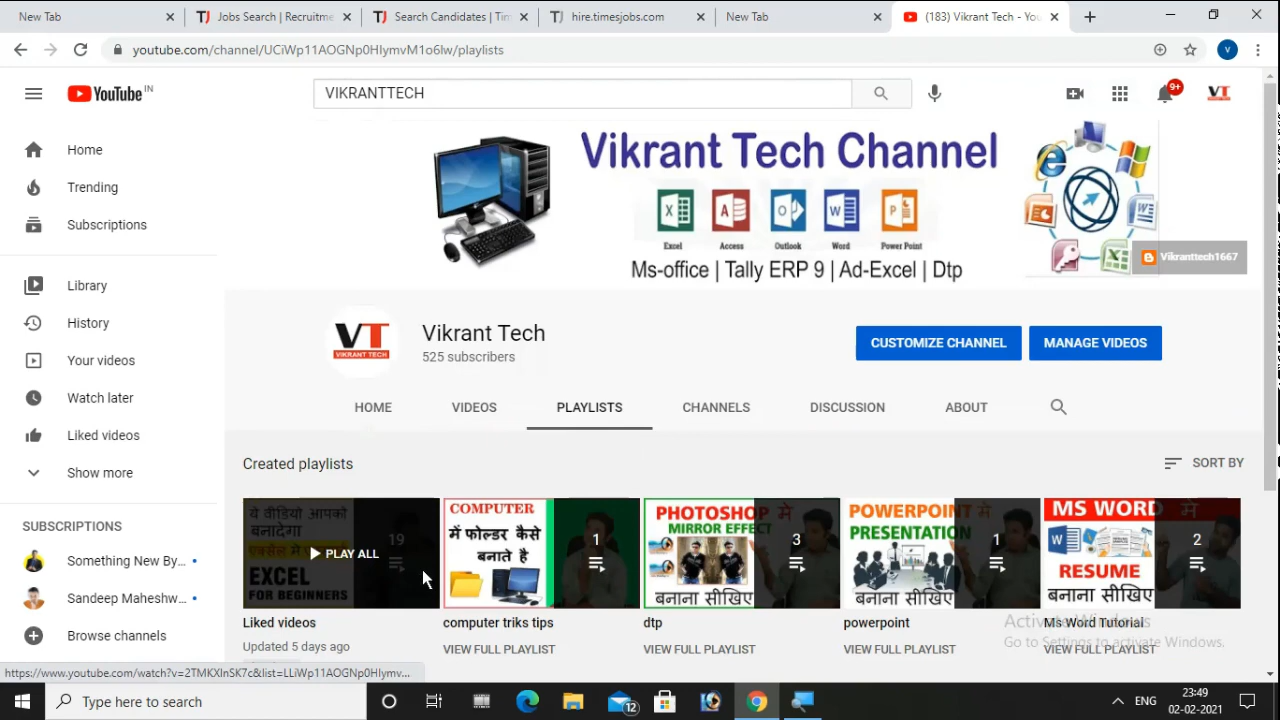 New Tab
Jobs Search | Recruitme
Search Candidates | Tim
hire.timesjobs.com
New Tab
(183) Vikrant Tech - You
youtube.com/channel/UCiWp11AOGNp0HIymvM1o6Iw/playlists
V
YouTube IN
VIKRANTTECH
9+
VT
Home
Trending
Subscriptions
Library
History
Your videos
Watch later
Liked videos
Show more
SUBSCRIPTIONS
Something New By...
Sandeep Maheshw...
Browse channels
Vikrant Tech Channel
Excel
Access
Outlook
Word
Power Point
Ms-office | Tally ERP 9 | Ad-Excel | Dtp
Vikranttech1667
VT
VIKRANT TECH
Vikrant Tech
525 subscribers
CUSTOMIZE CHANNEL
MANAGE VIDEOS
HOME
VIDEOS
PLAYLISTS
CHANNELS
DISCUSSION
ABOUT
Created playlists
SORT BY
ये वीडियो आपको
बनादेगा
EXCEL
FOR BEGINNERS
PLAY ALL
19
Liked videos
Updated 5 days ago
COMPUTER
में फोल्डर कैसे
बनाते है
1
computer triks tips
VIEW FULL PLAYLIST
PHOTOSHOP मे
MIRROR EFFECT
बनाना सीखिए
3
dtp
VIEW FULL PLAYLIST
POWERPOINT मे
PRESENTATION
बनाना सीखिए
1
powerpoint
VIEW FULL PLAYLIST
MS WORD मे
RESUME
बनाना सीखिए
2
Ms Word Tutorial
VIEW FULL PLAYLIST
Activate Windows
Go to Settings to activate Windows.
https://www.youtube.com/watch?v=2TMKXInSK7c&list=LLiWp11AOGNp0HIymv...
Type here to search
12
ENG
23:49
02-02-2021